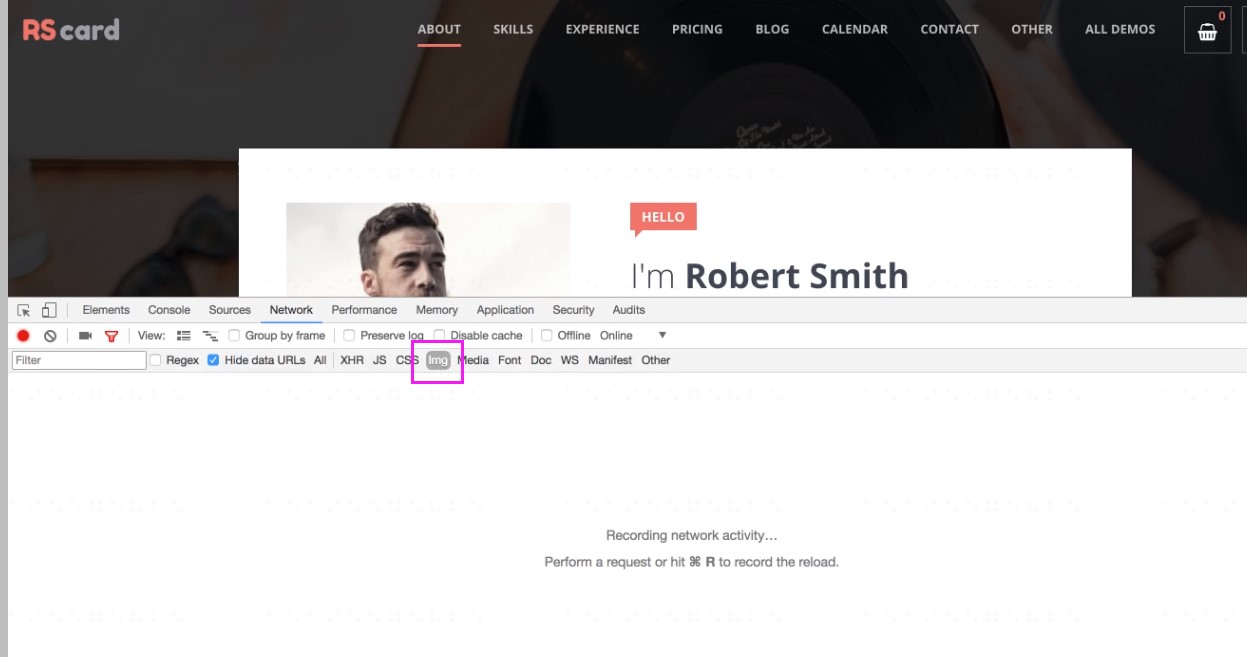 RS card ABOUT SKILLS EXPERIENCE PRICING BLOG CALENDAR CONTACT OTHER ALL DEMOS 0
HELLO
I'm Robert Smith
Elements Console Sources Network Performance Memory Application Security Audits
View: Group by frame Preserve log Disable cache Offline Online ▼
Filter Regex Hide data URLs All XHR JS CSS Img Media Font Doc WS Manifest Other
Recording network activity…
Perform a request or hit ⌘ R to record the reload.